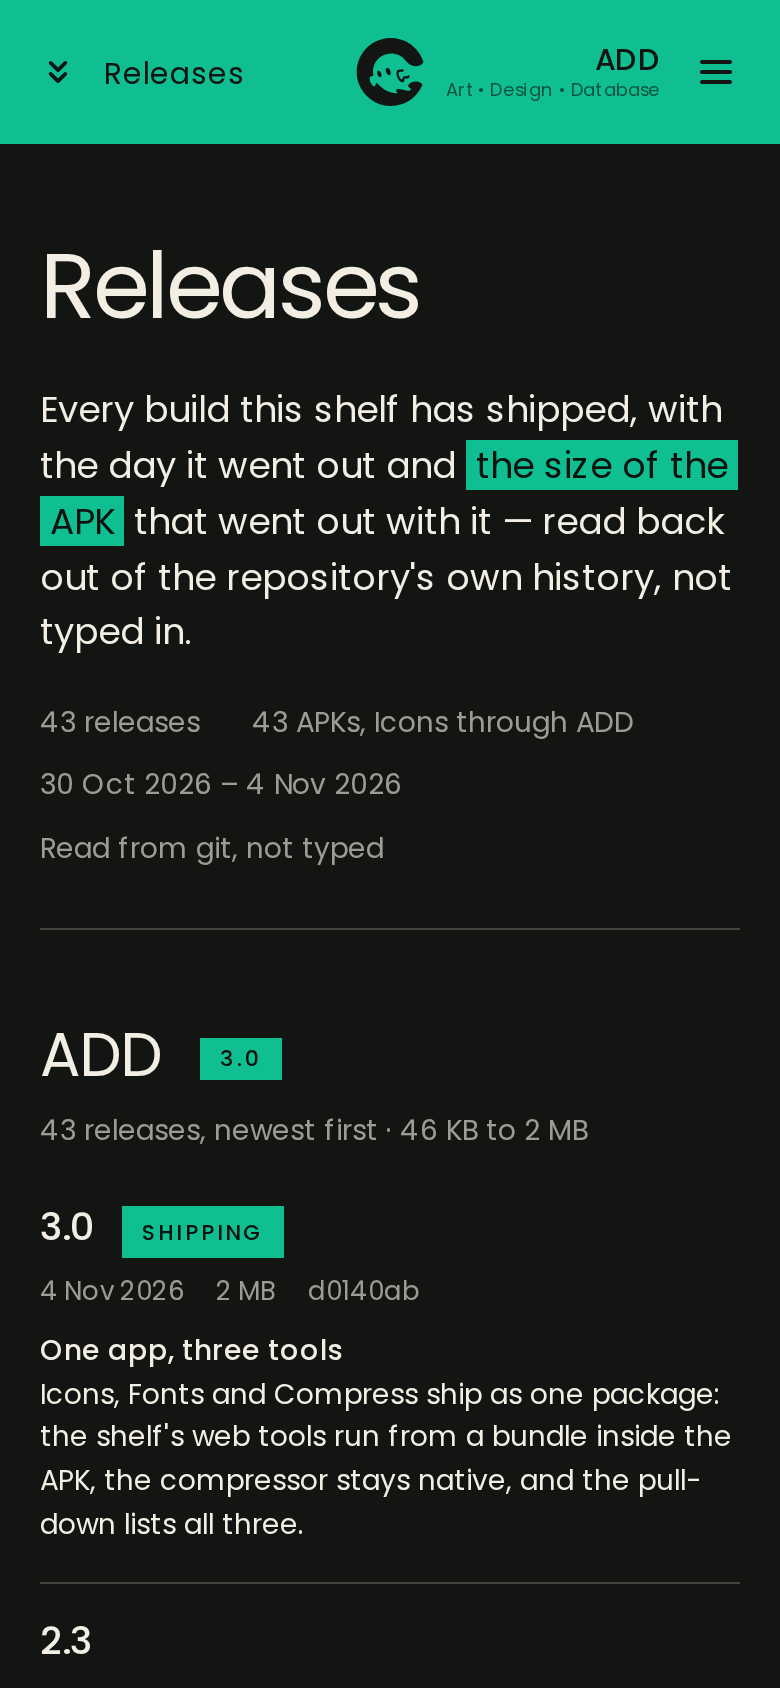 Releases
ADD
Art • Design • Database
Releases
Every build this shelf has shipped, with
the day it went out and the size of the
APK that went out with it — read back
out of the repository's own history, not
typed in.
43 releases 43 APKs, Icons through ADD
30 Oct 2026 – 4 Nov 2026
Read from git, not typed
ADD 3.0
43 releases, newest first · 46 KB to 2 MB
3.0 SHIPPING
4 Nov 2026 2 MB d0140ab
One app, three tools
Icons, Fonts and Compress ship as one package:
the shelf's web tools run from a bundle inside the
APK, the compressor stays native, and the pull-
down lists all three.
2.3